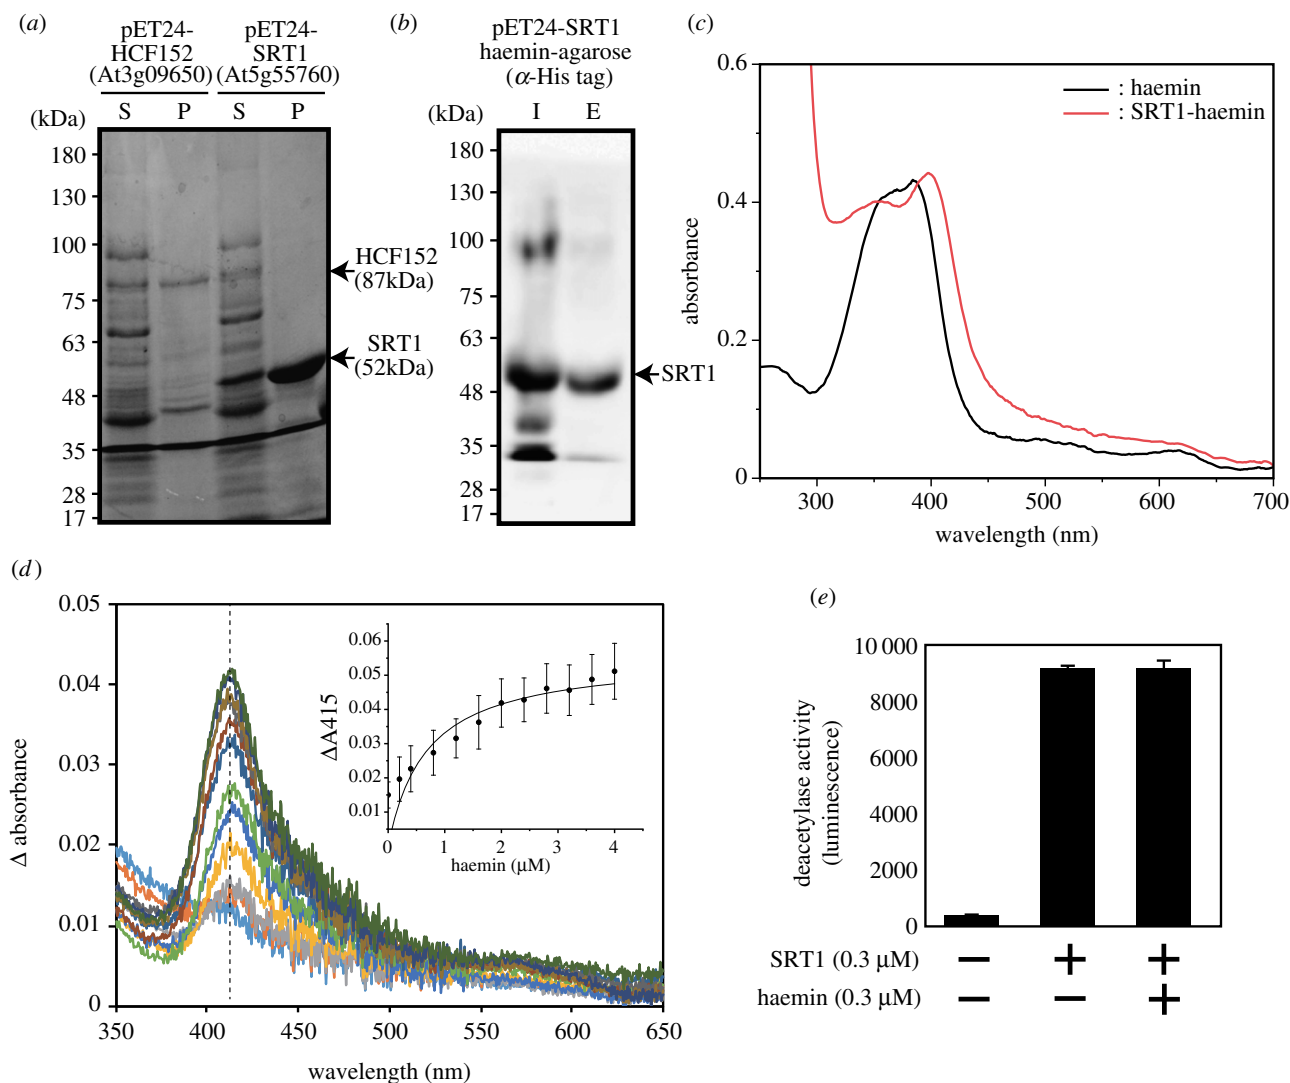 (a)
pET24-
HCF152
(At3g09650)
pET24-
SRT1
(At5g55760)
S P S P
(kDa)
180
130
100
75
63
48
35
28
17
HCF152
(87kDa)
SRT1
(52kDa)
(b)
pET24-SRT1
haemin-agarose
(α-His tag)
(kDa) I E
180
130
100
75
63
48
35
28
17
SRT1
(c)
0.6
0.4
0.2
0
absorbance
: haemin
: SRT1-haemin
300 400 500 600 700
wavelength (nm)
(d)
0.05
0.04
0.03
0.02
0.01
0
Δ absorbance
350 400 450 500 550 600 650
wavelength (nm)
0.06
0.05
0.04
0.03
0.02
0.01
ΔA415
0 1 2 3 4
haemin (µM)
(e)
10 000
8000
6000
4000
2000
0
deacetylase activity
(luminescence)
SRT1 (0.3 µM) − + +
haemin (0.3 µM) − − +